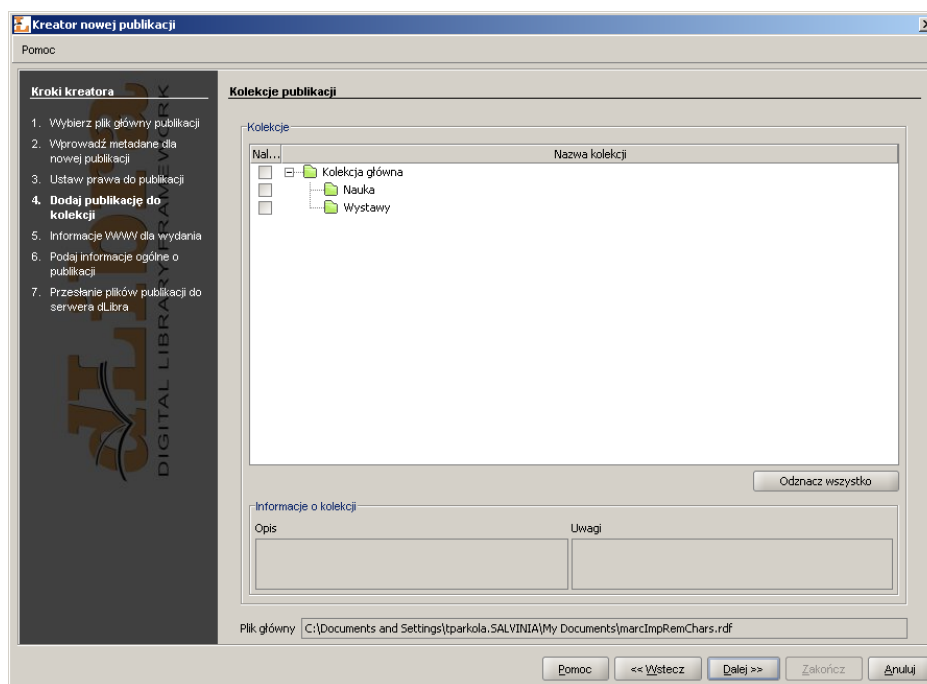 Kreator nowej publikacji
Pomoc
Kroki kreatora
1. Wybierz plik główny publikacji
2. Wprowadź metadane dla
nowej publikacji
3. Ustaw prawa do publikacji
4. Dodaj publikację do
kolekcji
5. Informacje WWW dla wydania
6. Podaj informacje ogólne o
publikacji
7. Przesłanie plików publikacji do
serwera dLibra
dLibra
DIGITAL LIBRARY FRAMEWORK
Kolekcje publikacji
Kolekcje
Nal... Nazwa kolekcji
Kolekcja główna
Nauka
Wystawy
Odznacz wszystko
Informacje o kolekcji
Opis Uwagi
Plik główny C:\Documents and Settings\tparkola.SALVINIA\My Documents\marcImpRemChars.rdf
Pomoc << Wstecz Dalej >> Zakończ Anuluj